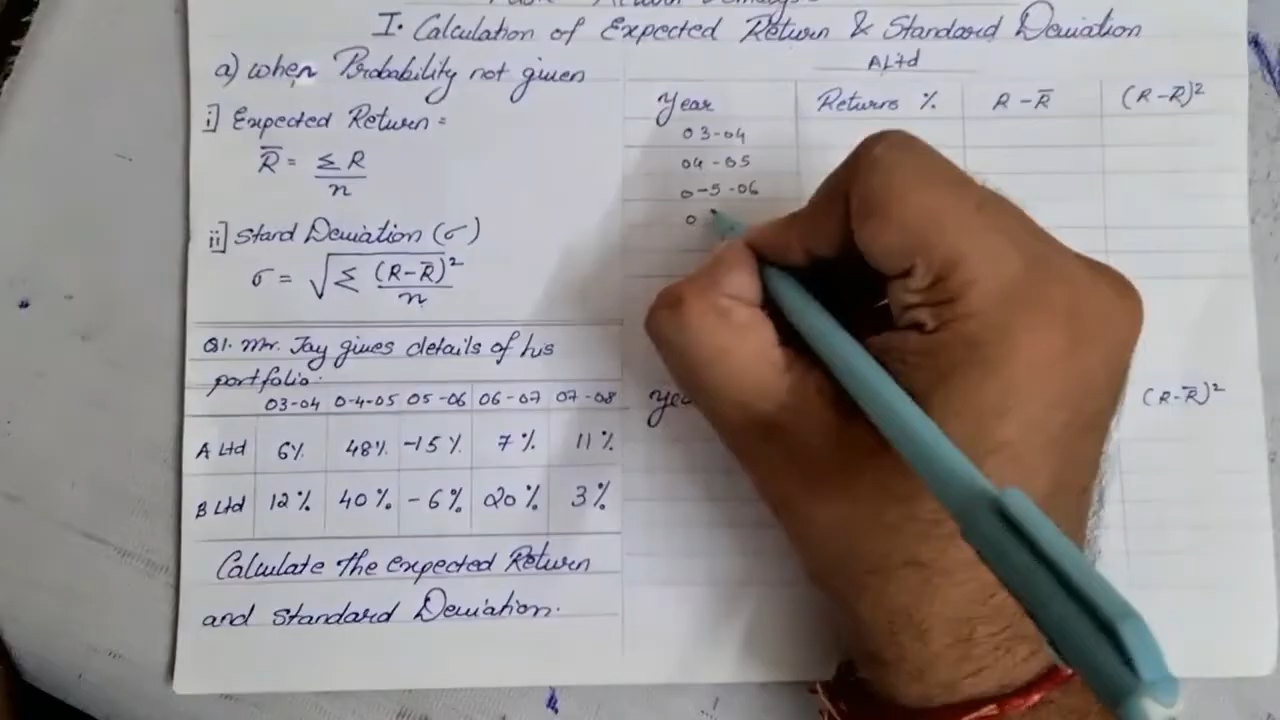 I. Calculation of Expected Return & Standard Deviation
a) when Probability not given
i] Expected Return =
R̅ = ΣR
n
ii] Stard Deviation (σ)
σ = √Σ (R-R̅)²
n
Q1. Mr. Jay gives details of his
portfolio.
03-04 0-4-05 05-06 06-07 07-08
A Ltd 6% 48% -15% 7% 11%
B Ltd 12% 40% -6% 20% 3%
Calculate the expected Return
and Standard Deviation.
A Ltd
Year Returns % R-R̅ (R-R̅)²
03-04
04-05
0-5-06
0
(R-R̅)²